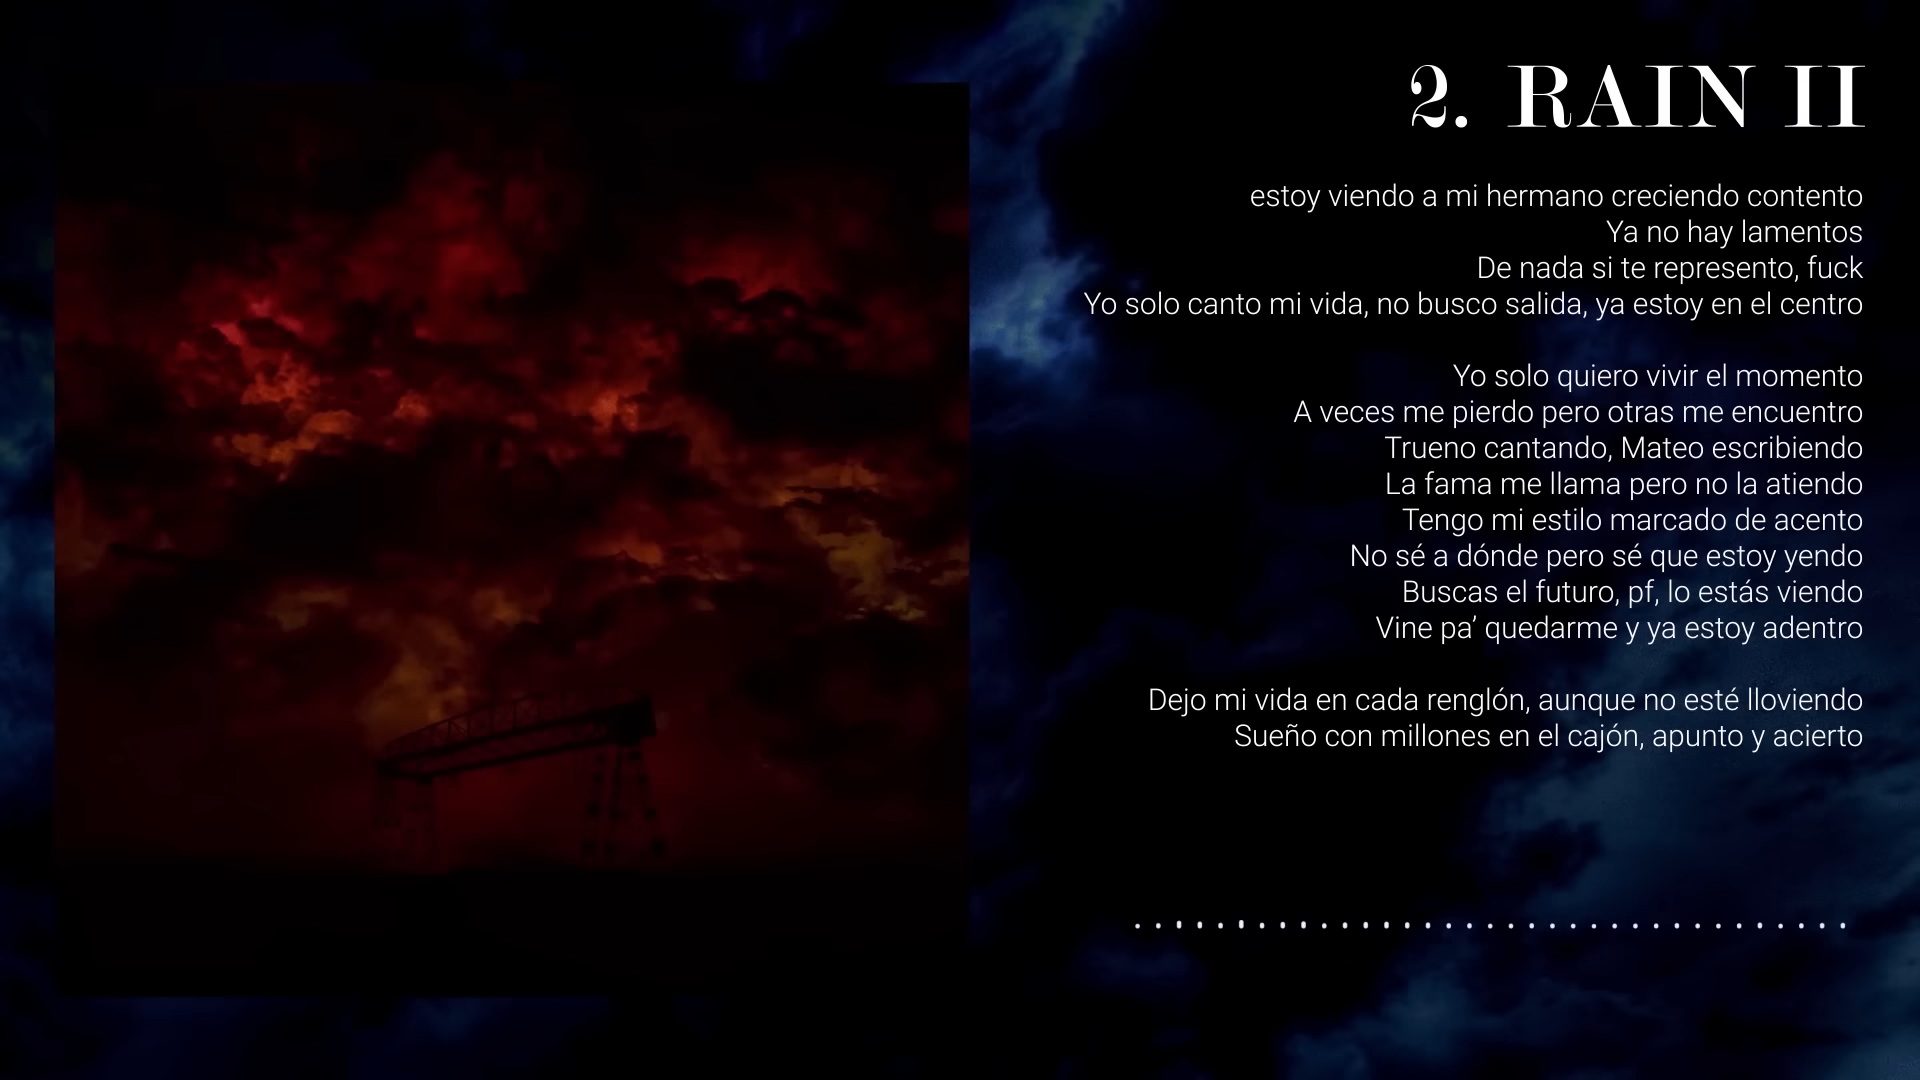 2. RAIN II
estoy viendo a mi hermano creciendo contento
Ya no hay lamentos
De nada si te represento, fuck
Yo solo canto mi vida, no busco salida, ya estoy en el centro
Yo solo quiero vivir el momento
A veces me pierdo pero otras me encuentro
Trueno cantando, Mateo escribiendo
La fama me llama pero no la atiendo
Tengo mi estilo marcado de acento
No sé a dónde pero sé que estoy yendo
Buscas el futuro, pf, lo estás viendo
Vine pa’ quedarme y ya estoy adentro
Dejo mi vida en cada renglón, aunque no esté lloviendo
Sueño con millones en el cajón, apunto y acierto